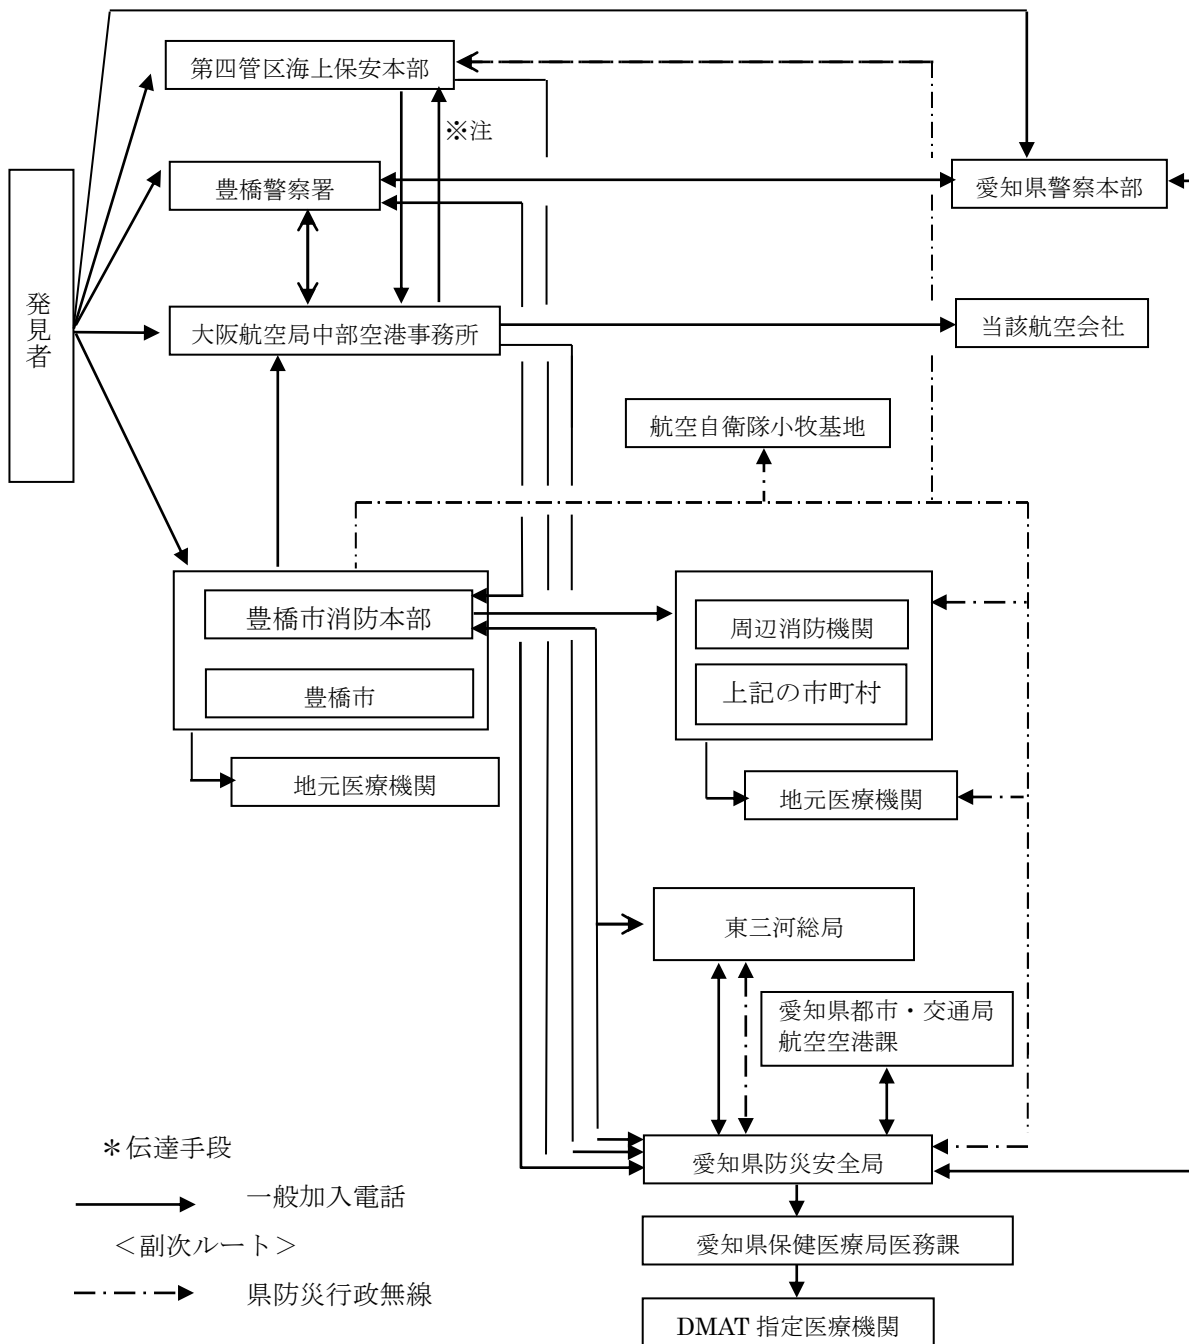 第四管区海上保安本部
※注
豊橋警察署
愛知県警察本部
発見者
大阪航空局中部空港事務所
当該航空会社
航空自衛隊小牧基地
豊橋市消防本部
周辺消防機関
豊橋市
上記の市町村
地元医療機関
地元医療機関
東三河総局
愛知県都市・交通局
航空空港課
＊伝達手段
愛知県防災安全局
一般加入電話
＜副次ルート＞
愛知県保健医療局医務課
県防災行政無線
DMAT 指定医療機関